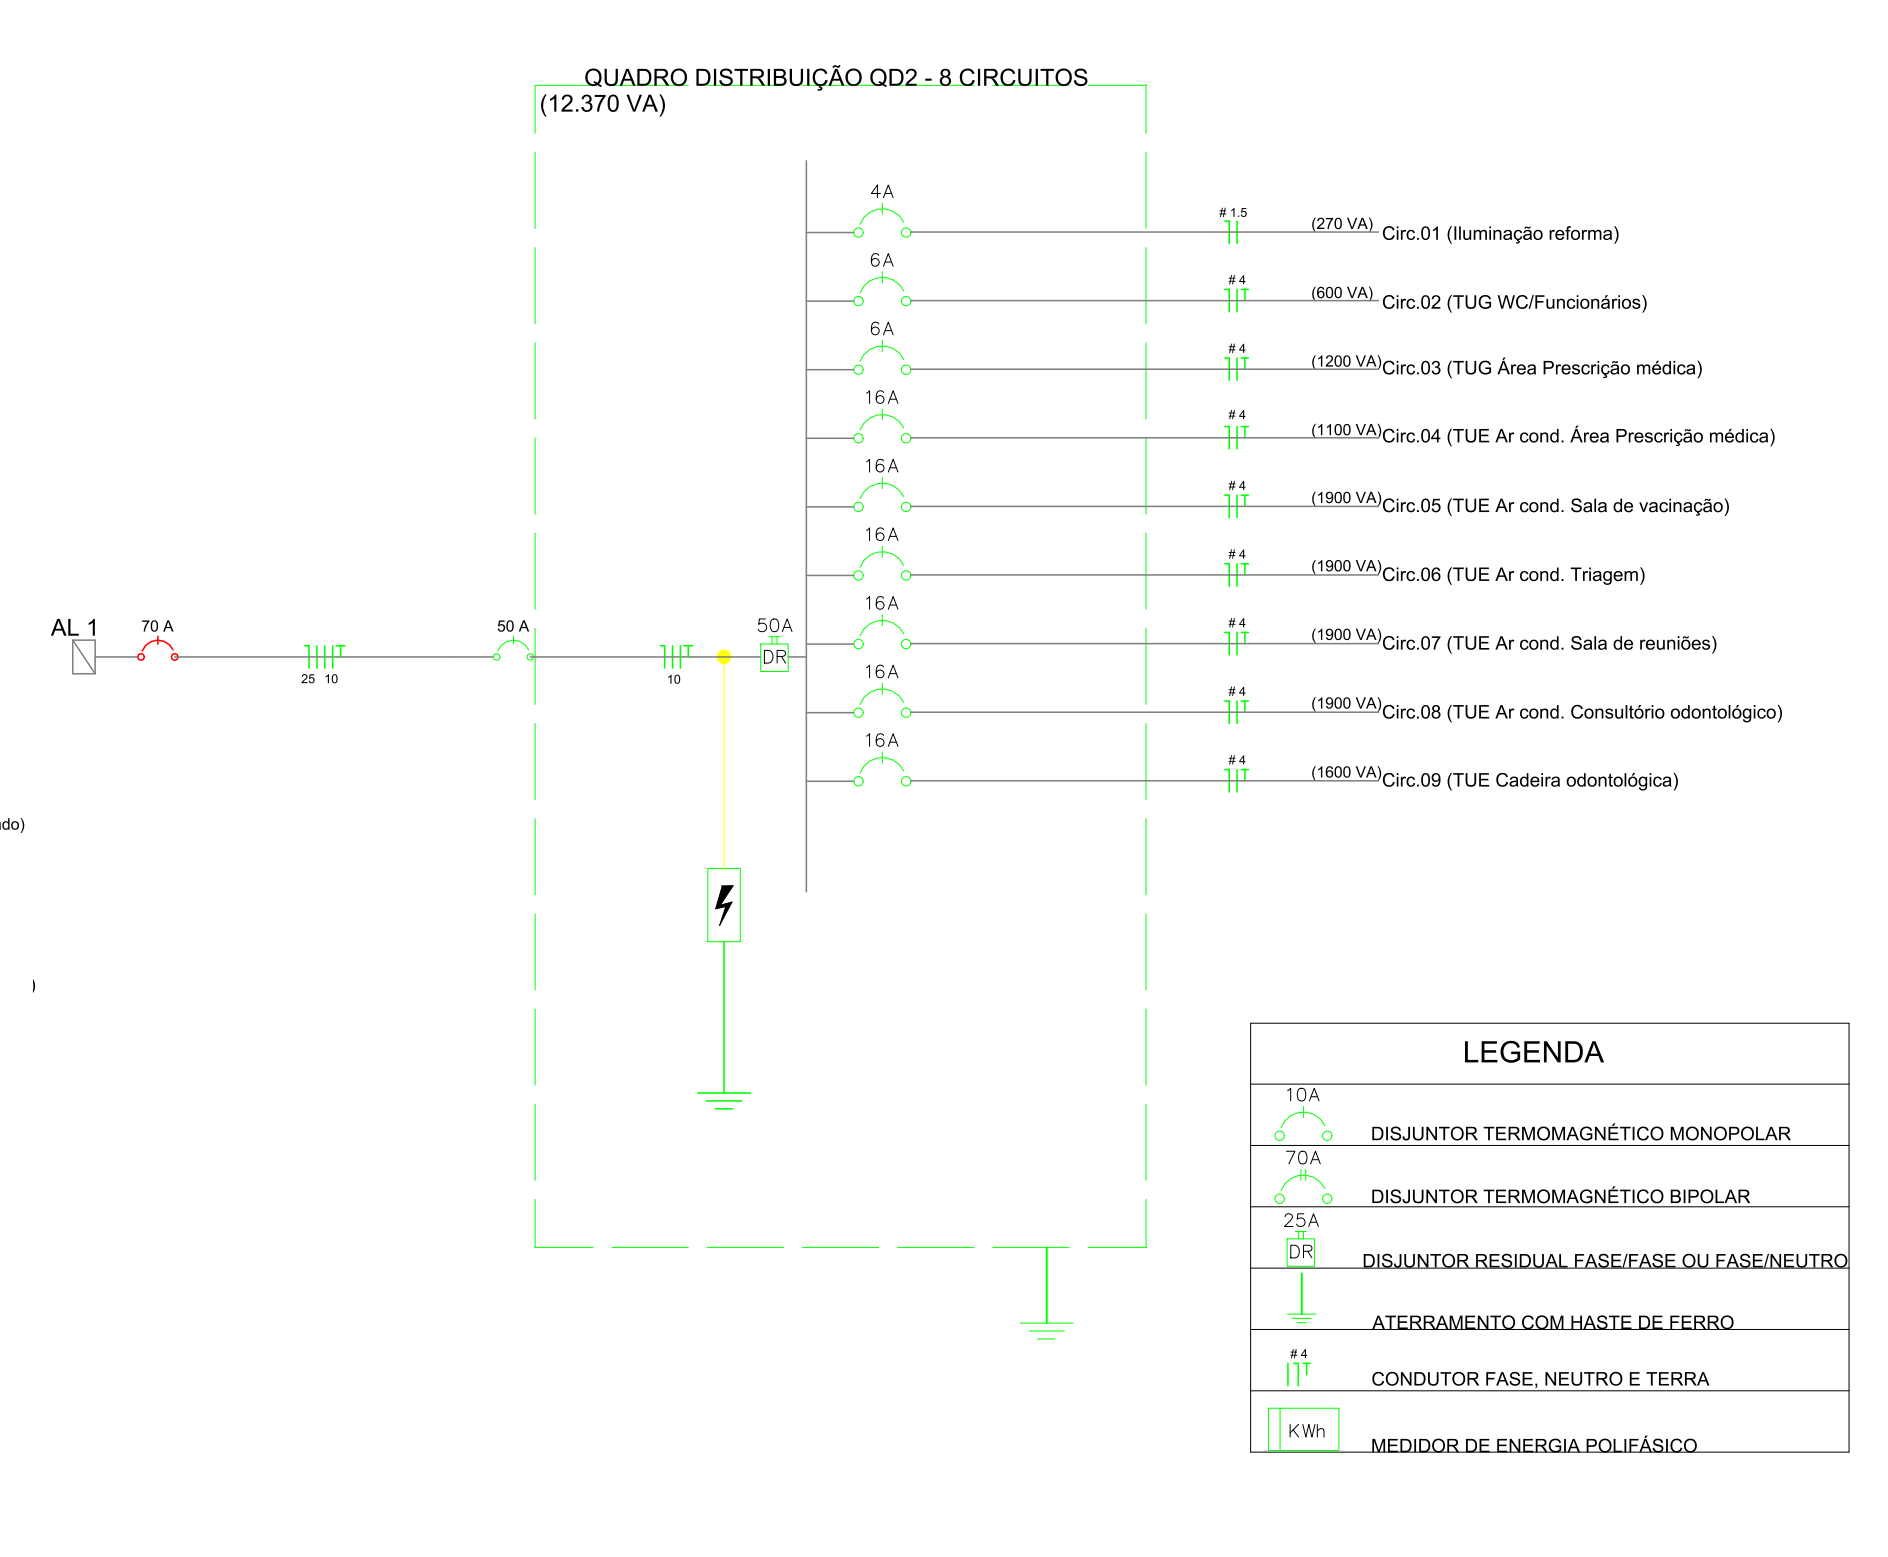 QUADRO DISTRIBUIÇÃO QD2 - 8 CIRCUITOS
(12.370 VA)
4A
# 1.5
(270 VA)
Circ.01 (Iluminação reforma)
6A
# 4
(600 VA)
Circ.02 (TUG WC/Funcionários)
6A
# 4
(1200 VA)
Circ.03 (TUG Área Prescrição médica)
16A
# 4
(1100 VA)
Circ.04 (TUE Ar cond. Área Prescrição médica)
16A
# 4
(1900 VA)
Circ.05 (TUE Ar cond. Sala de vacinação)
16A
# 4
(1900 VA)
Circ.06 (TUE Ar cond. Triagem)
16A
# 4
(1900 VA)
Circ.07 (TUE Ar cond. Sala de reuniões)
AL 1
70 A
25 10
50 A
10
50A
DR
16A
# 4
(1900 VA)
Circ.08 (TUE Ar cond. Consultório odontológico)
16A
# 4
(1600 VA)
Circ.09 (TUE Cadeira odontológica)
do)
)
LEGENDA
10A
DISJUNTOR TERMOMAGNÉTICO MONOPOLAR
70A
DISJUNTOR TERMOMAGNÉTICO BIPOLAR
25A
DR
DISJUNTOR RESIDUAL FASE/FASE OU FASE/NEUTRO
ATERRAMENTO COM HASTE DE FERRO
# 4
CONDUTOR FASE, NEUTRO E TERRA
KWh
MEDIDOR DE ENERGIA POLIFÁSICO